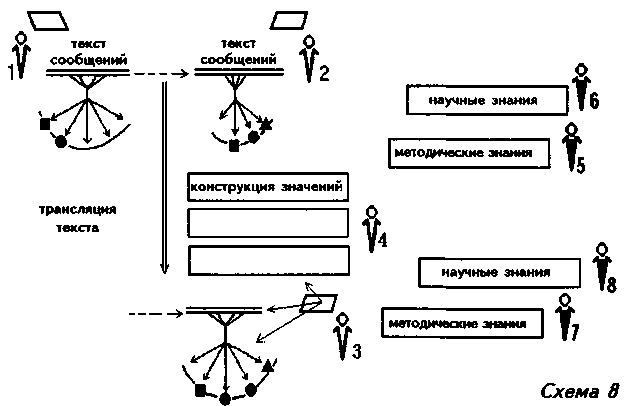 текст
сообщений
1
текст
сообщений
2
научные знания
6
методические знания
5
конструкция значений
трансляция
текста
4
научные знания
8
методические знания
7
3
Схема 8